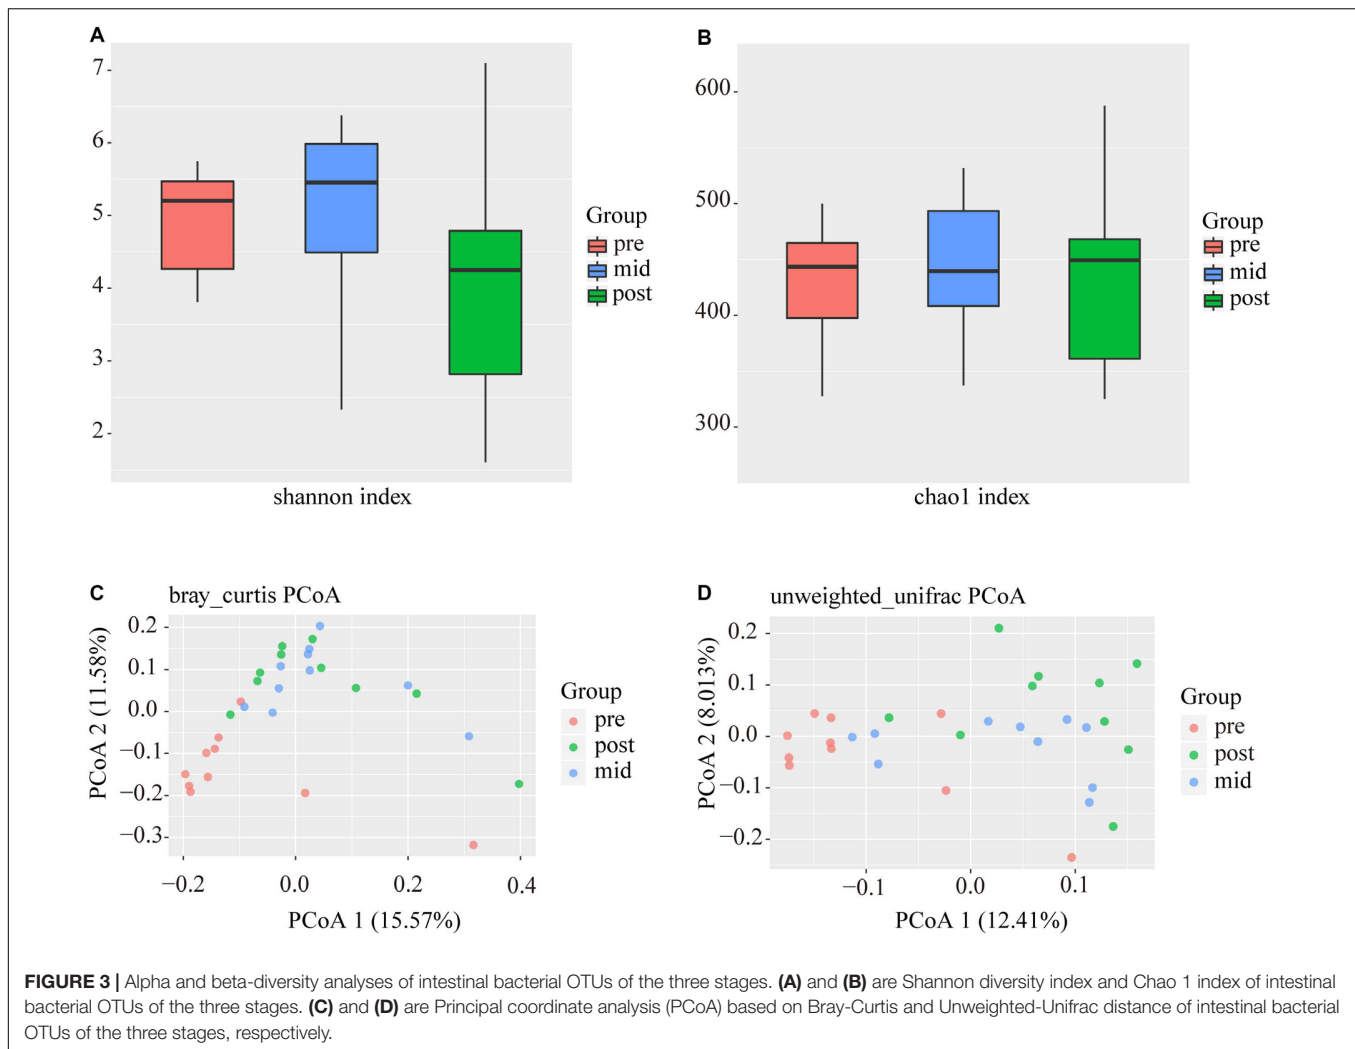 A
7
6
5
4
3
2
shannon index
Group
pre
mid
post
B
600
500
400
300
chao1 index
Group
pre
mid
post
C
bray_curtis PCoA
PCoA 2 (11.58%)
0.2
0.1
0.0
−0.1
−0.2
−0.3
−0.2 0.0 0.2 0.4
PCoA 1 (15.57%)
Group
pre
post
mid
D
unweighted_unifrac PCoA
PCoA 2 (8.013%)
0.2
0.1
0.0
−0.1
−0.2
−0.1 0.0 0.1
PCoA 1 (12.41%)
Group
pre
post
mid
FIGURE 3 | Alpha and beta-diversity analyses of intestinal bacterial OTUs of the three stages. (A) and (B) are Shannon diversity index and Chao 1 index of intestinal
bacterial OTUs of the three stages. (C) and (D) are Principal coordinate analysis (PCoA) based on Bray-Curtis and Unweighted-Unifrac distance of intestinal bacterial
OTUs of the three stages, respectively.